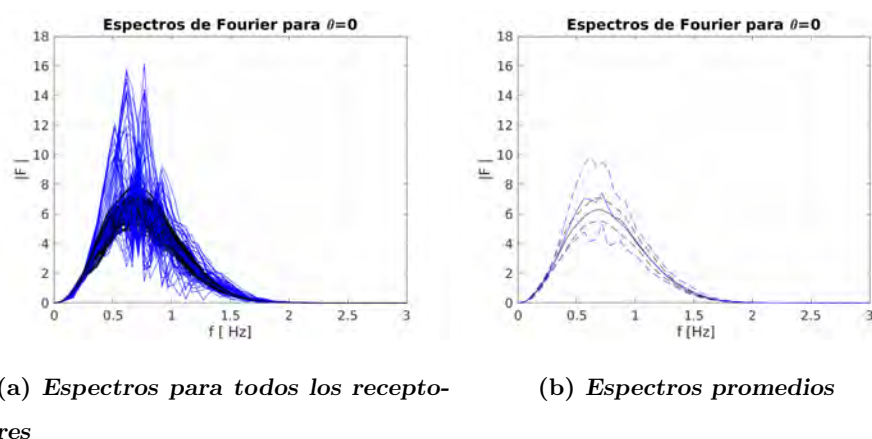 Espectros de Fourier para θ=0
18
16
14
12
10
8
6
4
2
0
|F|
0 0.5 1 1.5 2 2.5 3
f [ Hz]
Espectros de Fourier para θ=0
18
16
14
12
10
8
6
4
2
0
|F|
0 0.5 1 1.5 2 2.5 3
f [Hz]
(a) Espectros para todos los recepto-
res
(b) Espectros promedios